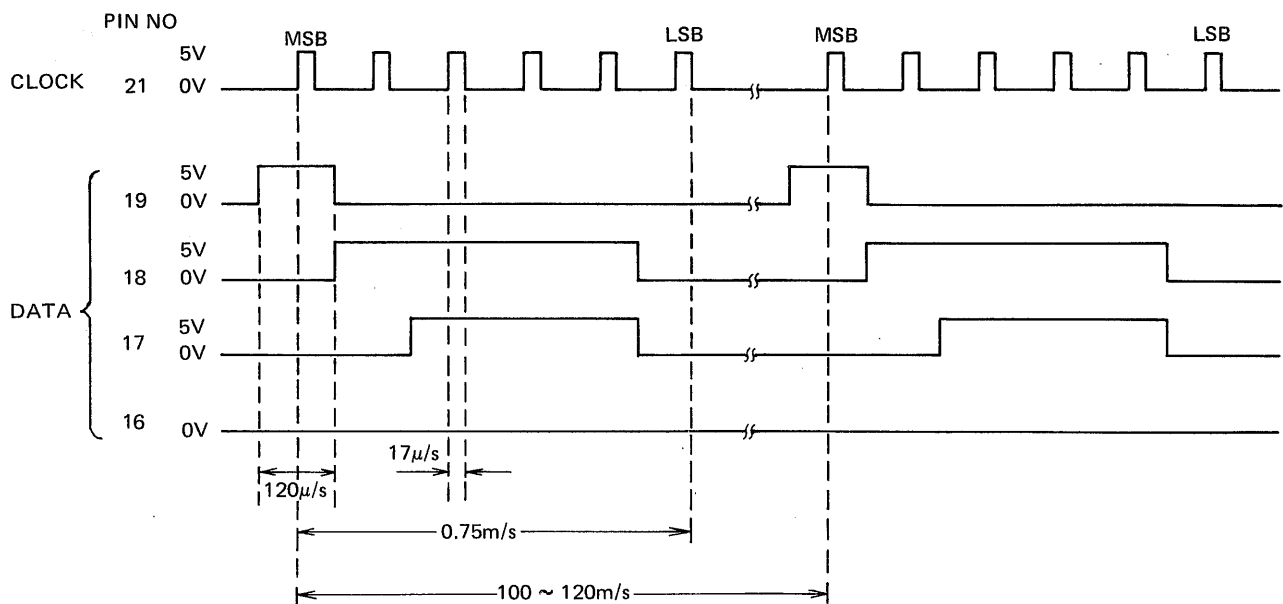 PIN NO
MSB LSB MSB LSB
5V
CLOCK 21 0V
5V
19 0V
5V
18 0V
DATA
5V
17 0V
16 0V
17μ/s
120μ/s
0.75m/s
100 ~ 120m/s